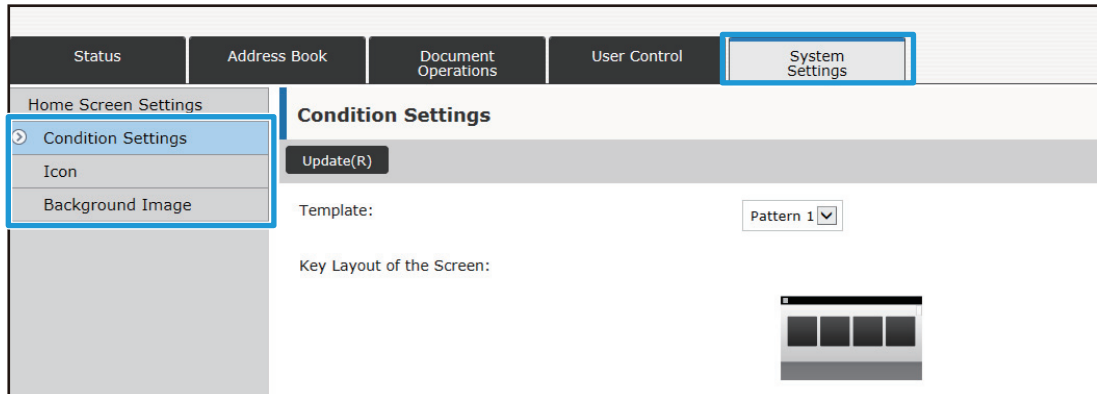 Status
Address Book
Document
Operations
User Control
System
Settings
Home Screen Settings
Condition Settings
Icon
Background Image
Condition Settings
Update(R)
Template:
Pattern 1
Key Layout of the Screen: